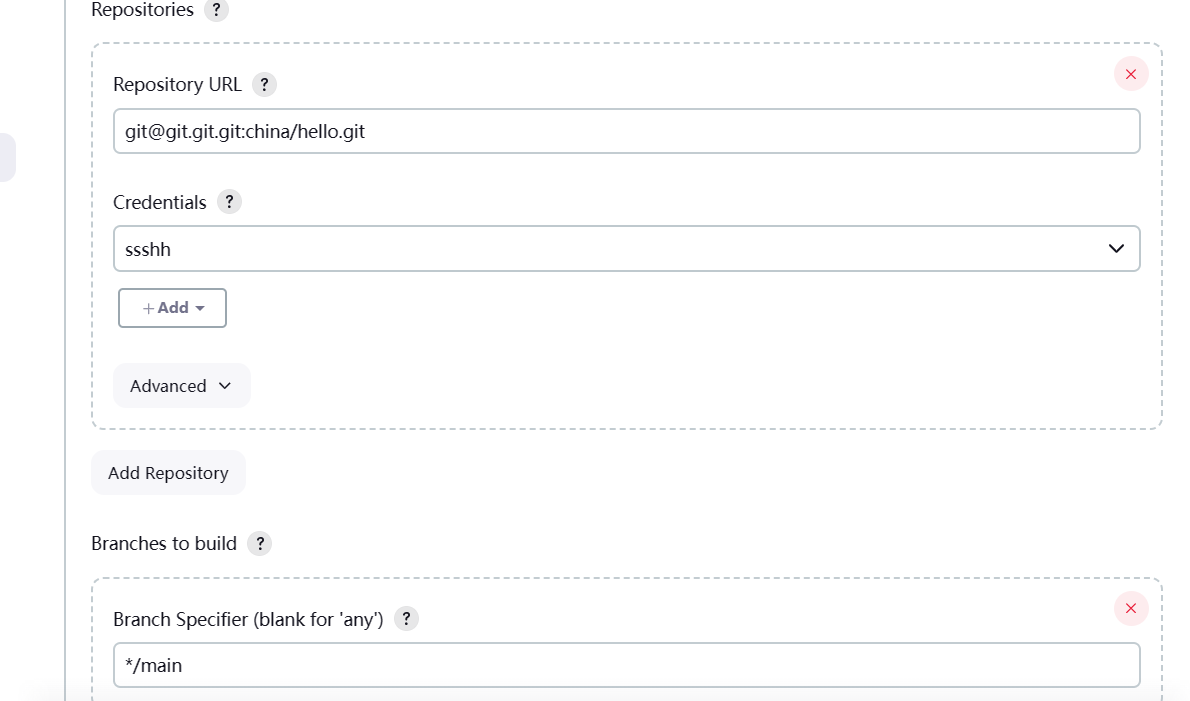 Repositories ?
Repository URL ?
git@git.git.git:china/hello.git
Credentials ?
ssshh
+ Add
Advanced
Add Repository
Branches to build ?
Branch Specifier (blank for 'any') ?
*/main